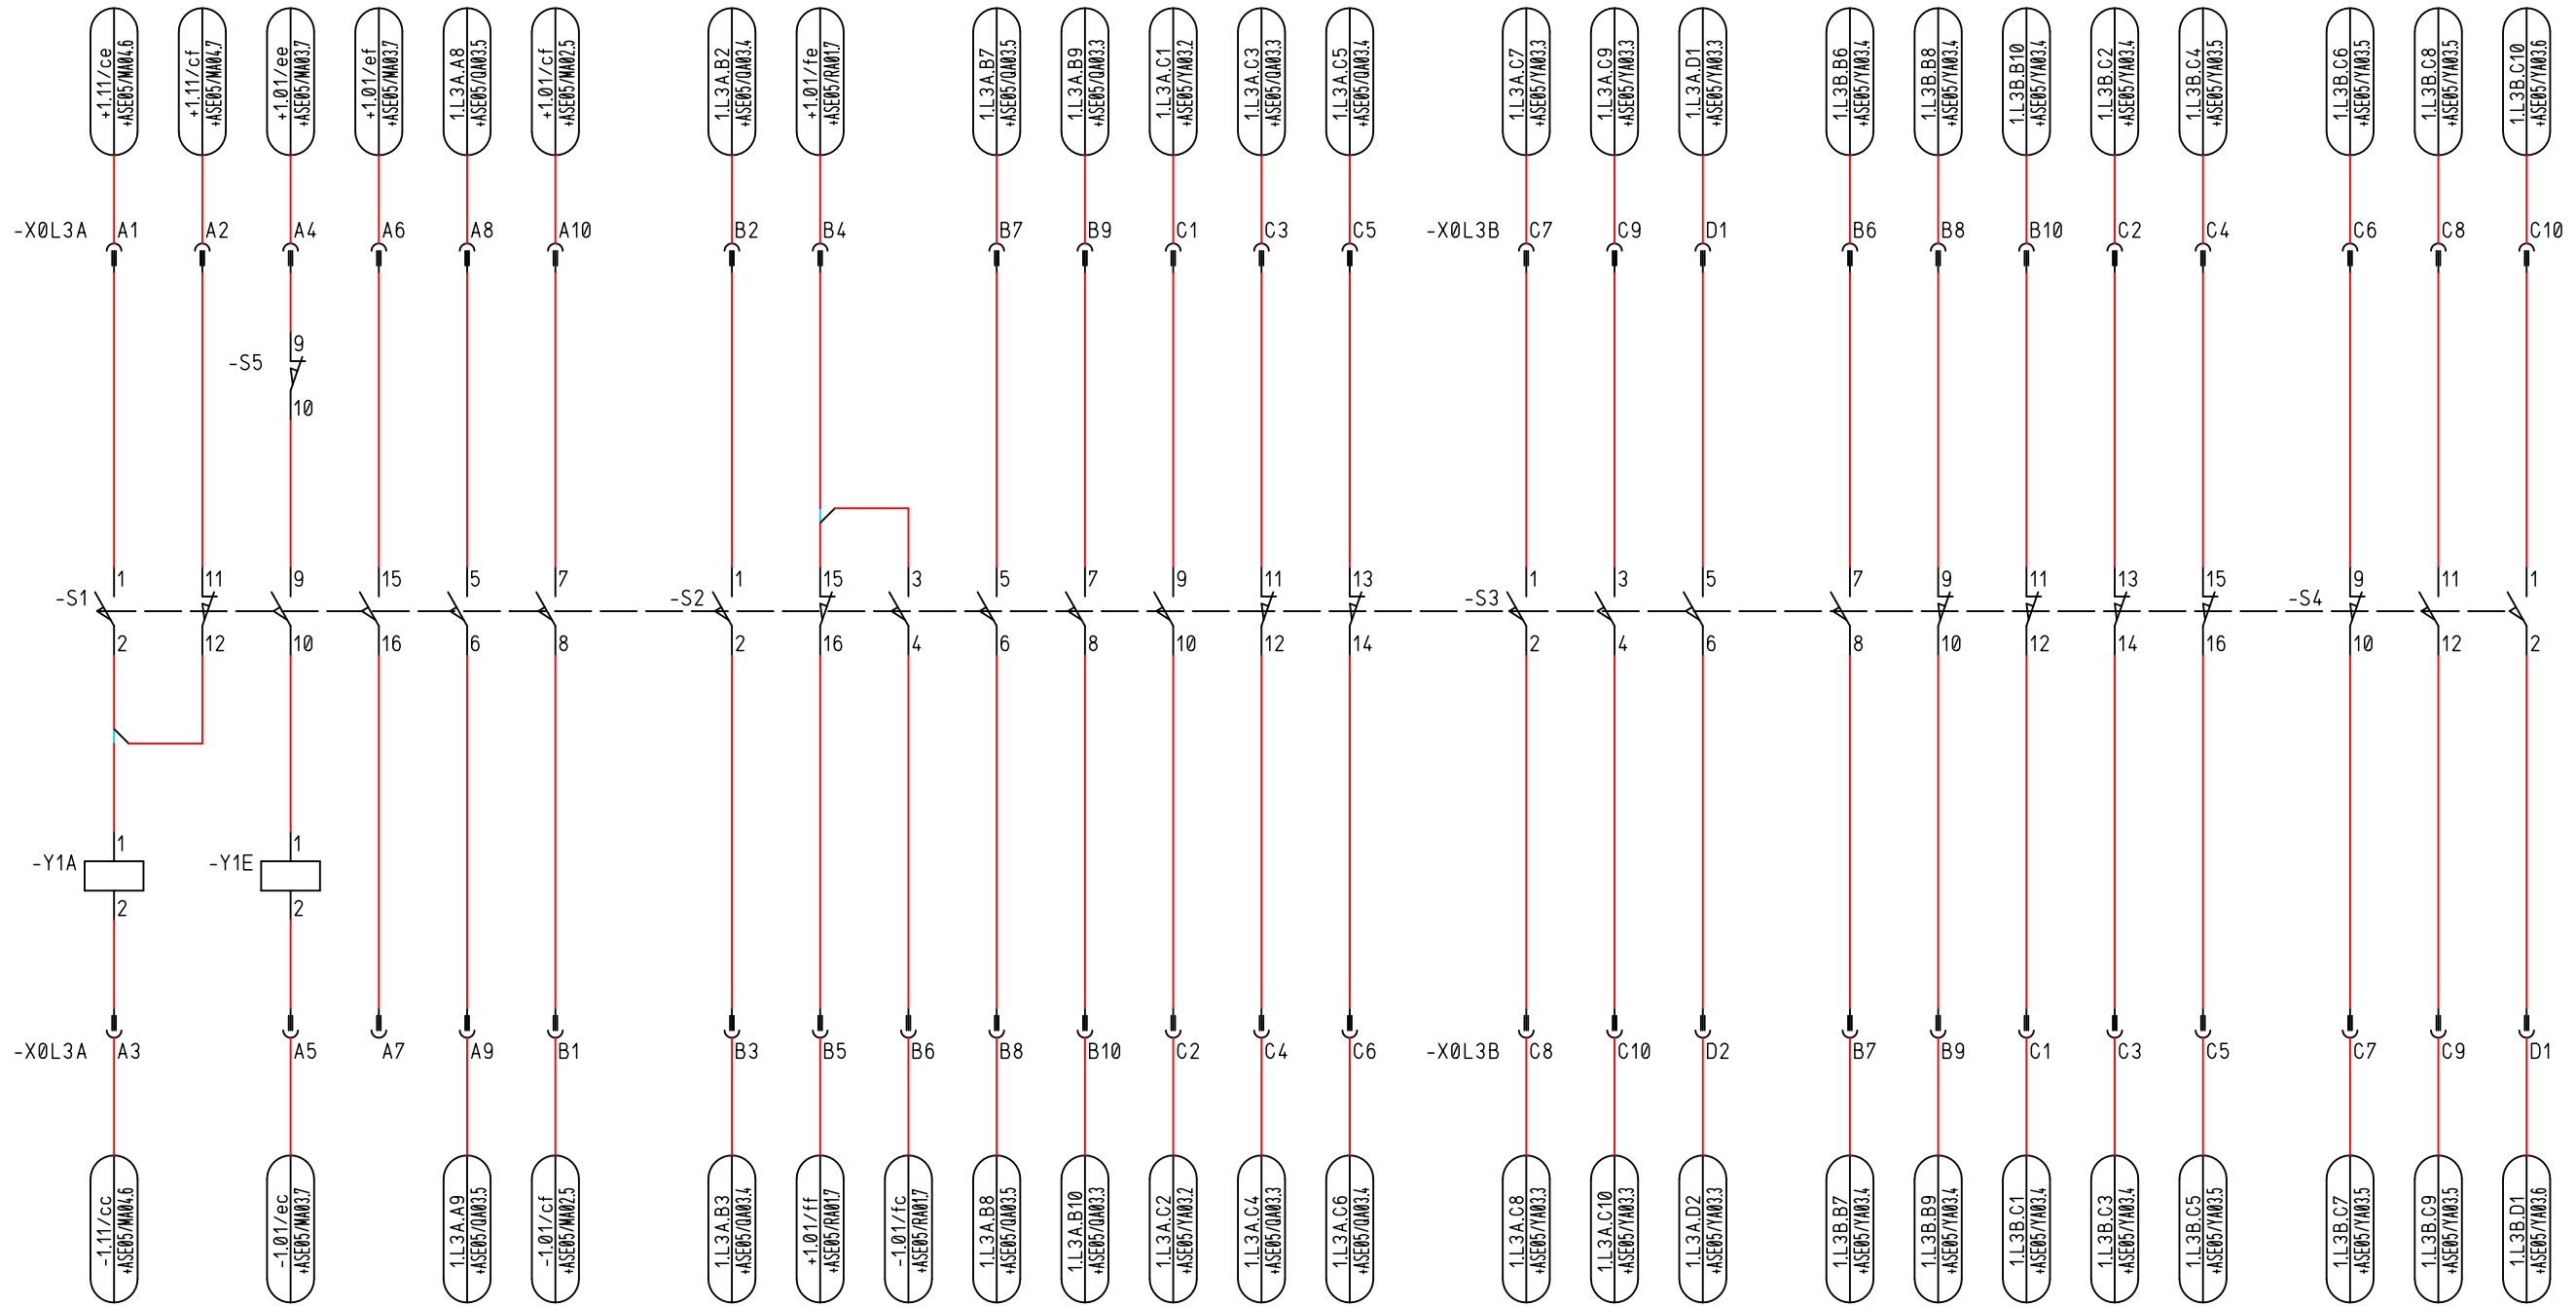 +1.11/ce
+ASE05/MA04.6
+1.11/cf
+ASE05/MA04.7
+1.01/ee
+ASE05/MA03.7
+1.01/ef
+ASE05/MA03.7
1.L3A.A8
+ASE05/QA03.5
+1.01/cf
+ASE05/MA02.5
1.L3A.B2
+ASE05/QA03.4
+1.01/fe
+ASE05/RA01.7
1.L3A.B7
+ASE05/QA03.5
1.L3A.B9
+ASE05/QA03.3
1.L3A.C1
+ASE05/YA03.2
1.L3A.C3
+ASE05/QA03.3
1.L3A.C5
+ASE05/QA03.4
1.L3A.C7
+ASE05/YA03.3
1.L3A.C9
+ASE05/YA03.3
1.L3A.D1
+ASE05/YA03.3
1.L3B.B6
+ASE05/YA03.4
1.L3B.B8
+ASE05/YA03.4
1.L3B.B10
+ASE05/YA03.4
1.L3B.C2
+ASE05/YA03.4
1.L3B.C4
+ASE05/YA03.5
1.L3B.C6
+ASE05/YA03.5
1.L3B.C8
+ASE05/YA03.5
1.L3B.C10
+ASE05/YA03.6
-X0L3A A1 A2 A4 A6 A8 A10 B2 B4 B7 B9 C1 C3 C5 -X0L3B C7 C9 D1 B6 B8 B10 C2 C4 C6 C8 C10
9
-S5
10
1 11 9 15 5 7 1 15 3 5 7 9 11 13 1 3 5 7 9 11 13 15 9 11 1
-S1 -S2 -S3 -S4
2 12 10 16 6 8 2 16 4 6 8 10 12 14 2 4 6 8 10 12 14 16 10 12 2
1 1
-Y1A -Y1E
2 2
-X0L3A A3 A5 A7 A9 B1 B3 B5 B6 B8 B10 C2 C4 C6 -X0L3B C8 C10 D2 B7 B9 C1 C3 C5 C7 C9 D1
-1.11/cc
+ASE05/MA04.6
-1.01/ec
+ASE05/MA03.7
1.L3A.A9
+ASE05/QA03.5
-1.01/cf
+ASE05/MA02.5
1.L3A.B3
+ASE05/QA03.4
+1.01/ff
+ASE05/RA01.7
-1.01/fc
+ASE05/RA01.7
1.L3A.B8
+ASE05/QA03.5
1.L3A.B10
+ASE05/QA03.3
1.L3A.C2
+ASE05/YA03.2
1.L3A.C4
+ASE05/QA03.3
1.L3A.C6
+ASE05/QA03.4
1.L3A.C8
+ASE05/YA03.3
1.L3A.C10
+ASE05/YA03.3
1.L3A.D2
+ASE05/YA03.3
1.L3B.B7
+ASE05/YA03.4
1.L3B.B9
+ASE05/YA03.4
1.L3B.C1
+ASE05/YA03.4
1.L3B.C3
+ASE05/YA03.4
1.L3B.C5
+ASE05/YA03.5
1.L3B.C7
+ASE05/YA03.5
1.L3B.C9
+ASE05/YA03.5
1.L3B.D1
+ASE05/YA03.6